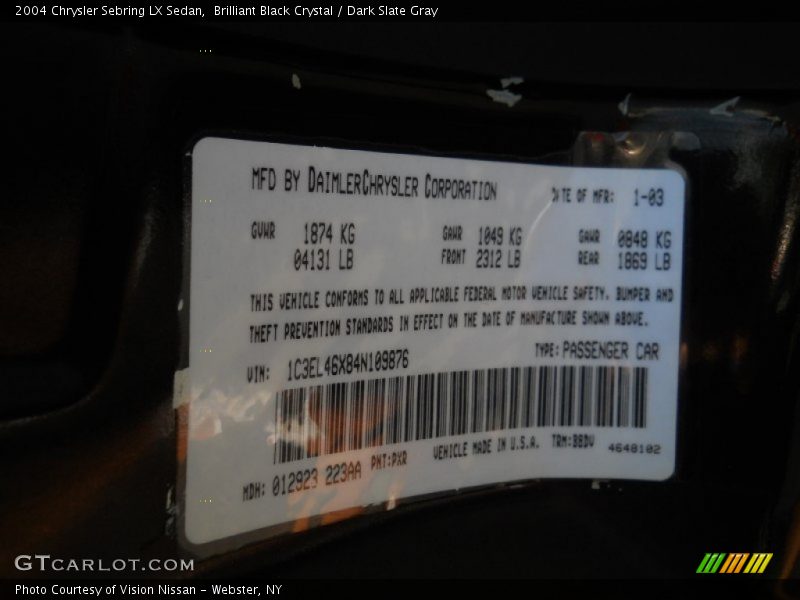 2004 Chrysler Sebring LX Sedan, Brilliant Black Crystal / Dark Slate Gray
MFD BY DAIMLERCHRYSLER CORPORATION DATE OF MFR: 1-03
GVWR 1874 KG GAWR 1049 KG GAWR 0848 KG
04131 LB FRONT 2312 LB REAR 1869 LB
THIS VEHICLE CONFORMS TO ALL APPLICABLE FEDERAL MOTOR VEHICLE SAFETY, BUMPER AND
THEFT PREVENTION STANDARDS IN EFFECT ON THE DATE OF MANUFACTURE SHOWN ABOVE.
VIN: 1C3EL46X84N109876 TYPE: PASSENGER CAR
MDH: 012923 223AA PNT: PXR VEHICLE MADE IN U.S.A. TRM: BBDV 4648102
GTCARLOT.COM
Photo Courtesy of Vision Nissan - Webster, NY